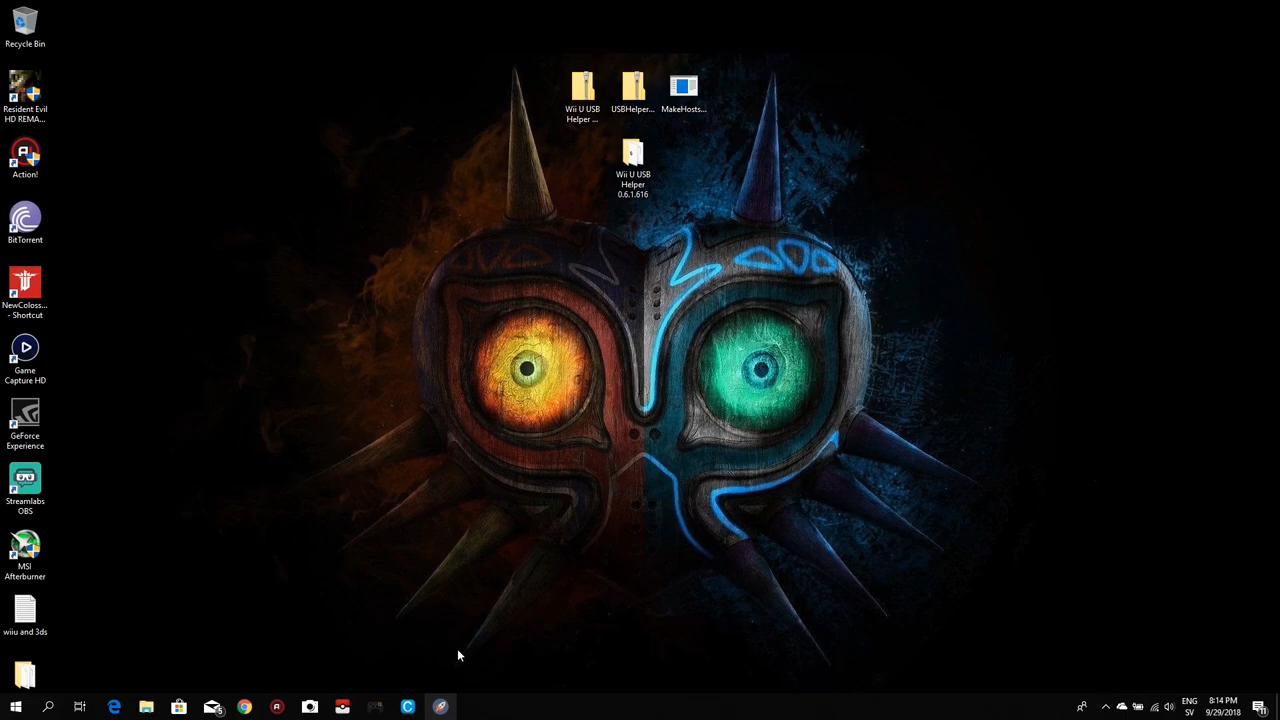 Recycle Bin
Resident Evil
HD REMA...
Action!
BitTorrent
NewColoss...
- Shortcut
Game
Capture HD
GeForce
Experience
Streamlabs
OBS
MSI
Afterburner
wiiu and 3ds
Wii U USB
Helper ...
USBHelper...
MakeHosts...
Wii U USB
Helper
0.6.1.616
5
ENG
SV
8:14 PM
9/29/2018
11